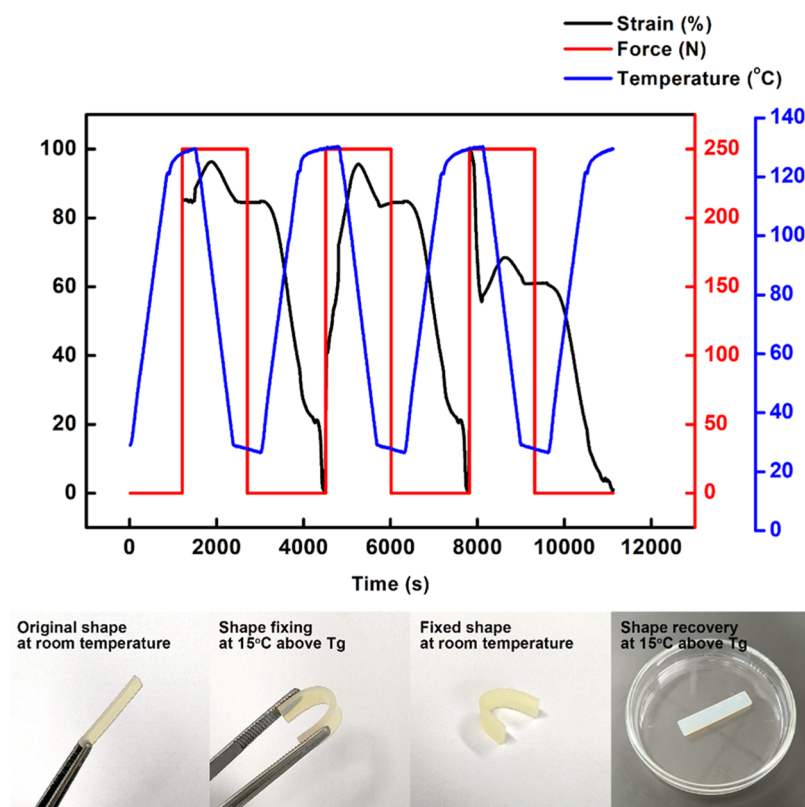 Strain (%)
Force (N)
Temperature (°C)
100
80
60
40
20
0
250
200
150
100
50
0
140
120
100
80
60
40
20
0
0
2000
4000
6000
8000
10000
12000
Time (s)
Original shape
at room temperature
Shape fixing
at 15°C above Tg
Fixed shape
at room temperature
Shape recovery
at 15°C above Tg